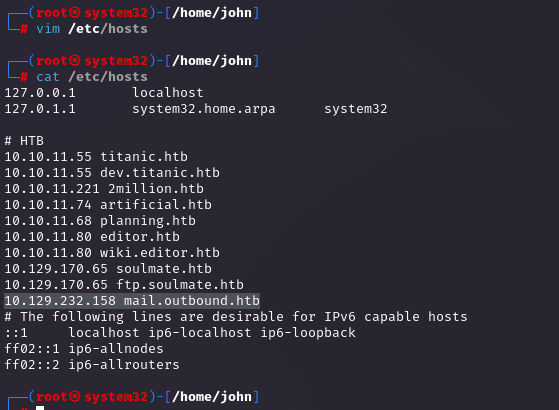 ┌──(root㉿system32)-[/home/john]
└─# vim /etc/hosts
┌──(root㉿system32)-[/home/john]
└─# cat /etc/hosts
127.0.0.1       localhost
127.0.1.1       system32.home.arpa      system32
# HTB
10.10.11.55 titanic.htb
10.10.11.55 dev.titanic.htb
10.10.11.221 2million.htb
10.10.11.74 artificial.htb
10.10.11.68 planning.htb
10.10.11.80 editor.htb
10.10.11.80 wiki.editor.htb
10.129.170.65 soulmate.htb
10.129.170.65 ftp.soulmate.htb
10.129.232.158 mail.outbound.htb
# The following lines are desirable for IPv6 capable hosts
::1     localhost ip6-localhost ip6-loopback
ff02::1 ip6-allnodes
ff02::2 ip6-allrouters
┌──(root㉿system32)-[/home/john]
└─#